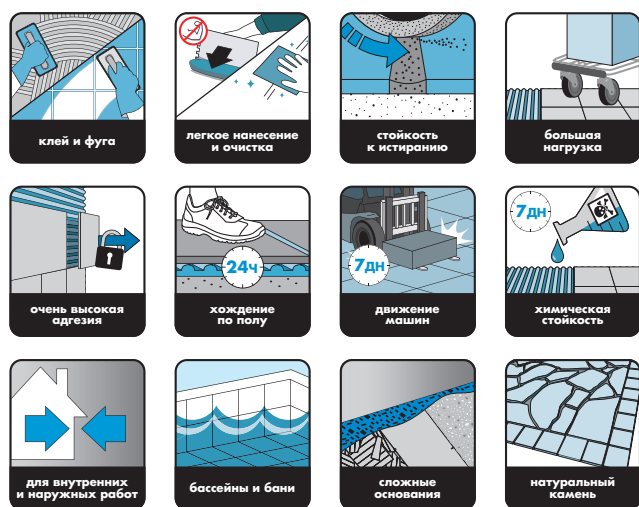 клей и фуга
легкое нанесение
и очистка
стойкость
к истиранию
большая
нагрузка
очень высокая
адгезия
24ч
хождение
по полу
7дн
движение
машин
7дн
химическая
стойкость
для внутренних
и наружных работ
бассейны и бани
сложные
основания
натуральный
камень